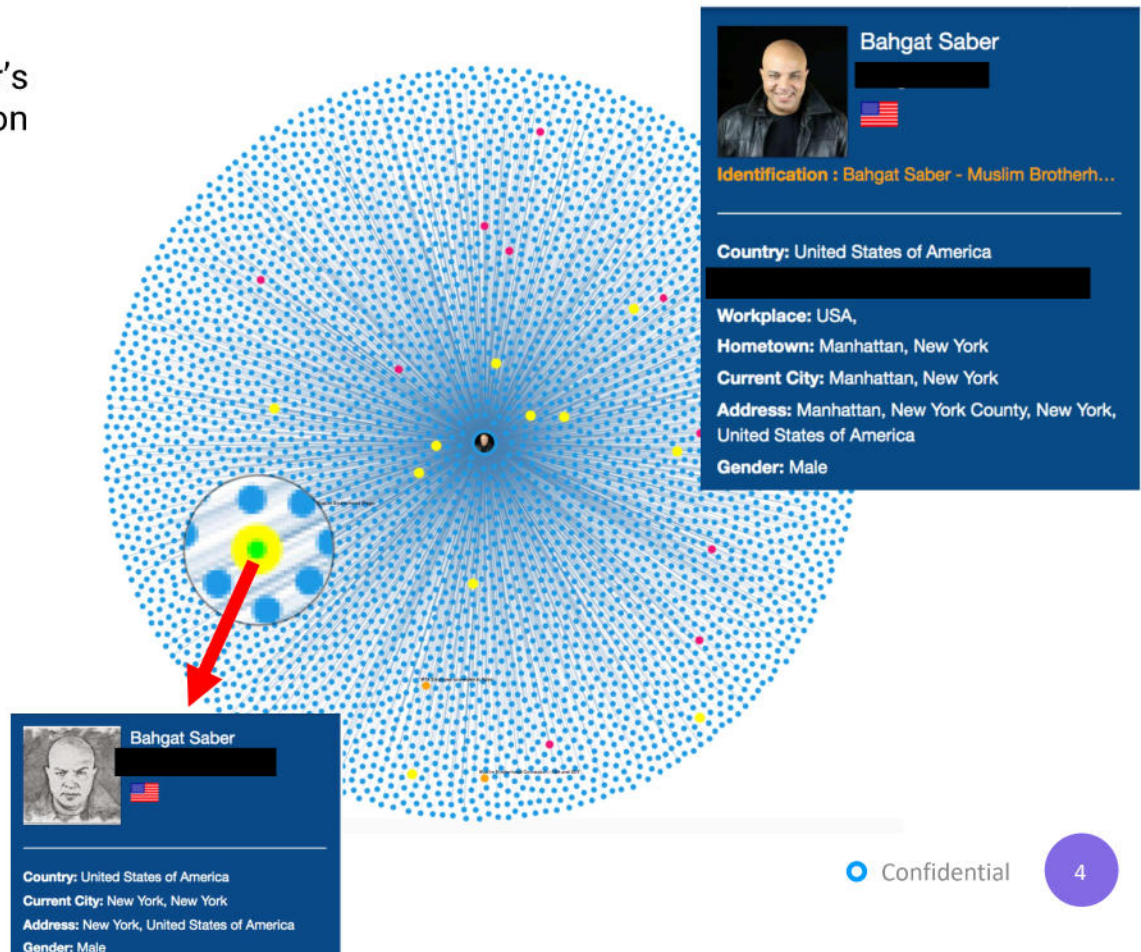 ’s
on
Bahgat Saber
Identification : Bahgat Saber - Muslim Brotherh...
Country: United States of America
Workplace: USA,
Hometown: Manhattan, New York
Current City: Manhattan, New York
Address: Manhattan, New York County, New York,
United States of America
Gender: Male
Bahgat Saber
Country: United States of America
Current City: New York, New York
Address: New York, United States of America
Gender: Male
Confidential
4